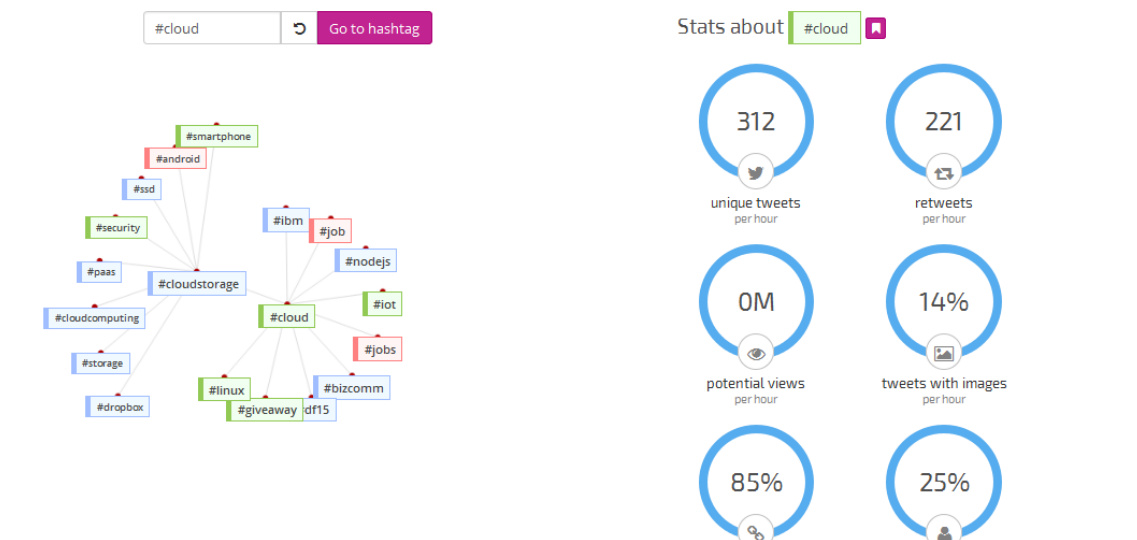 #cloud
Go to hashtag
Stats about #cloud
#smartphone
#android
#ssd
#security
#paas
#cloudstorage
#cloudcomputing
#storage
#dropbox
#ibm
#job
#nodejs
#iot
#cloud
#jobs
#bizcomm
#linux
#giveaway
df15
312
unique tweets
per hour
221
retweets
per hour
0M
potential views
per hour
14%
tweets with images
per hour
85%
25%